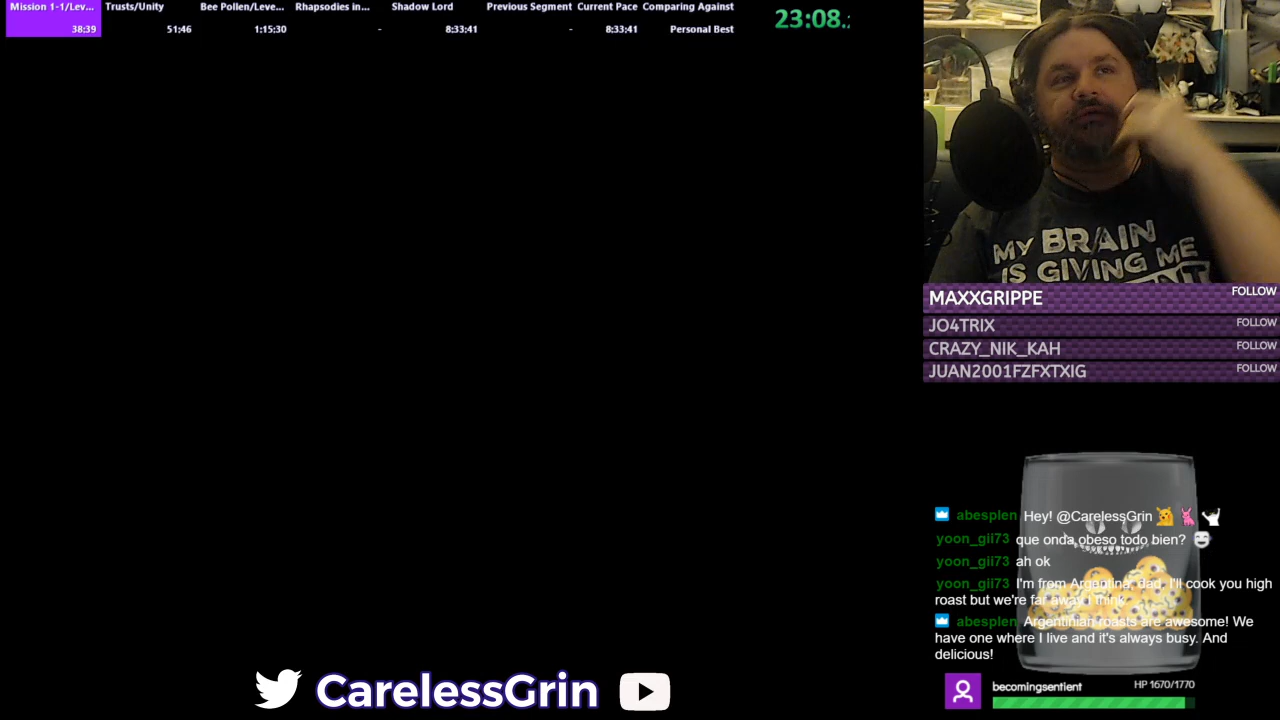 Mission 1-1/Lev... Trusts/Unity Bee Pollen/Leve... Rhapsodies in... Shadow Lord Previous Segment Current Pace Comparing Against
38:39 51:46 1:15:30 - 8:33:41 - 8:33:41 Personal Best
23:08.
MY BRAIN
IS GIVING ME
MAXXGRIPPE FOLLOW
JO4TRIX FOLLOW
CRAZY_NIK_KAH FOLLOW
JUAN2001FZFXTXIG FOLLOW
abesplen Hey! @CarelessGrin
yoon_gii73 que onda obeso todo bien?
yoon_gii73 ah ok
yoon_gii73 I'm from Argentina, dad, I'll cook you high
roast but we're far away I think
abesplen Argentinian roasts are awesome! We
have one where I live and it's always busy. And
delicious!
becomingsentient HP 1670/1770
CarelessGrin